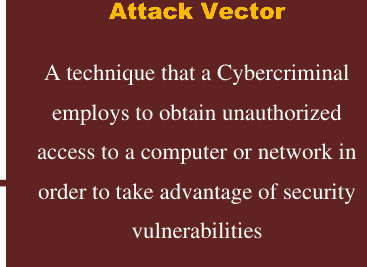 Attack Vector
A technique that a Cybercriminal
employs to obtain unauthorized
access to a computer or network in
order to take advantage of security
vulnerabilities